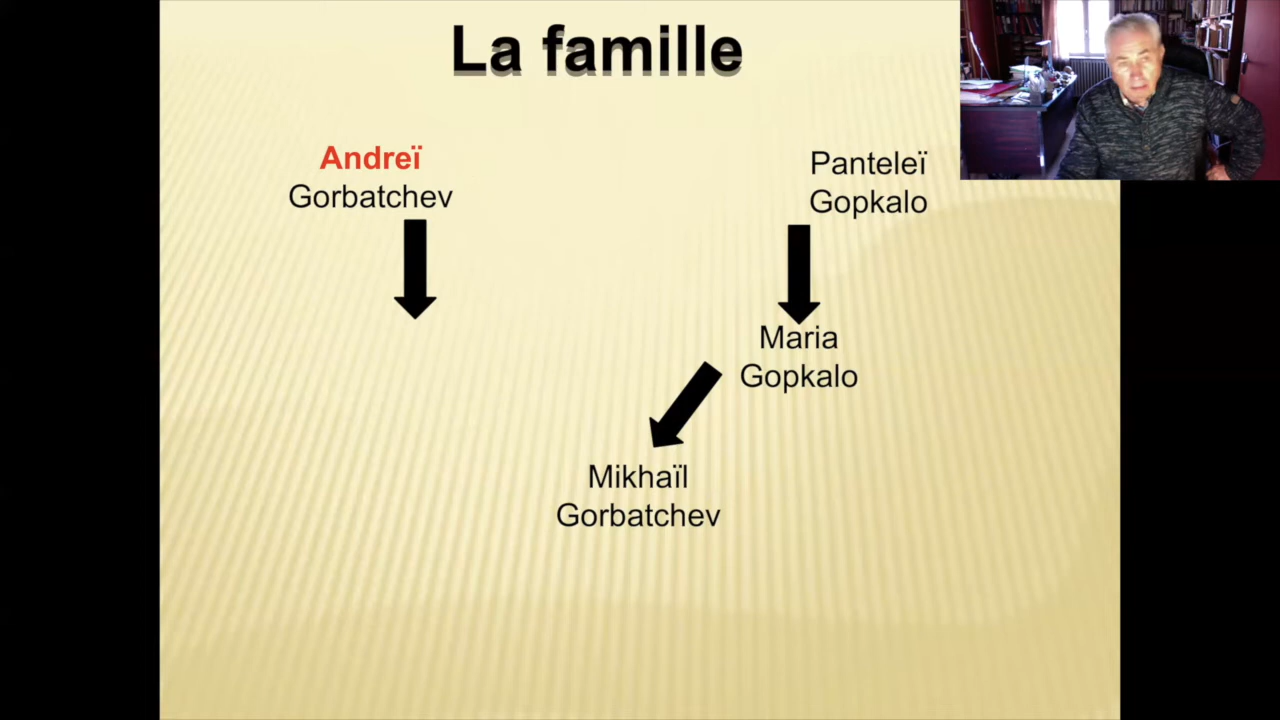 La famille
Andreï
Gorbatchev
Panteleï
Gopkalo
Maria
Gopkalo
Mikhaïl
Gorbatchev